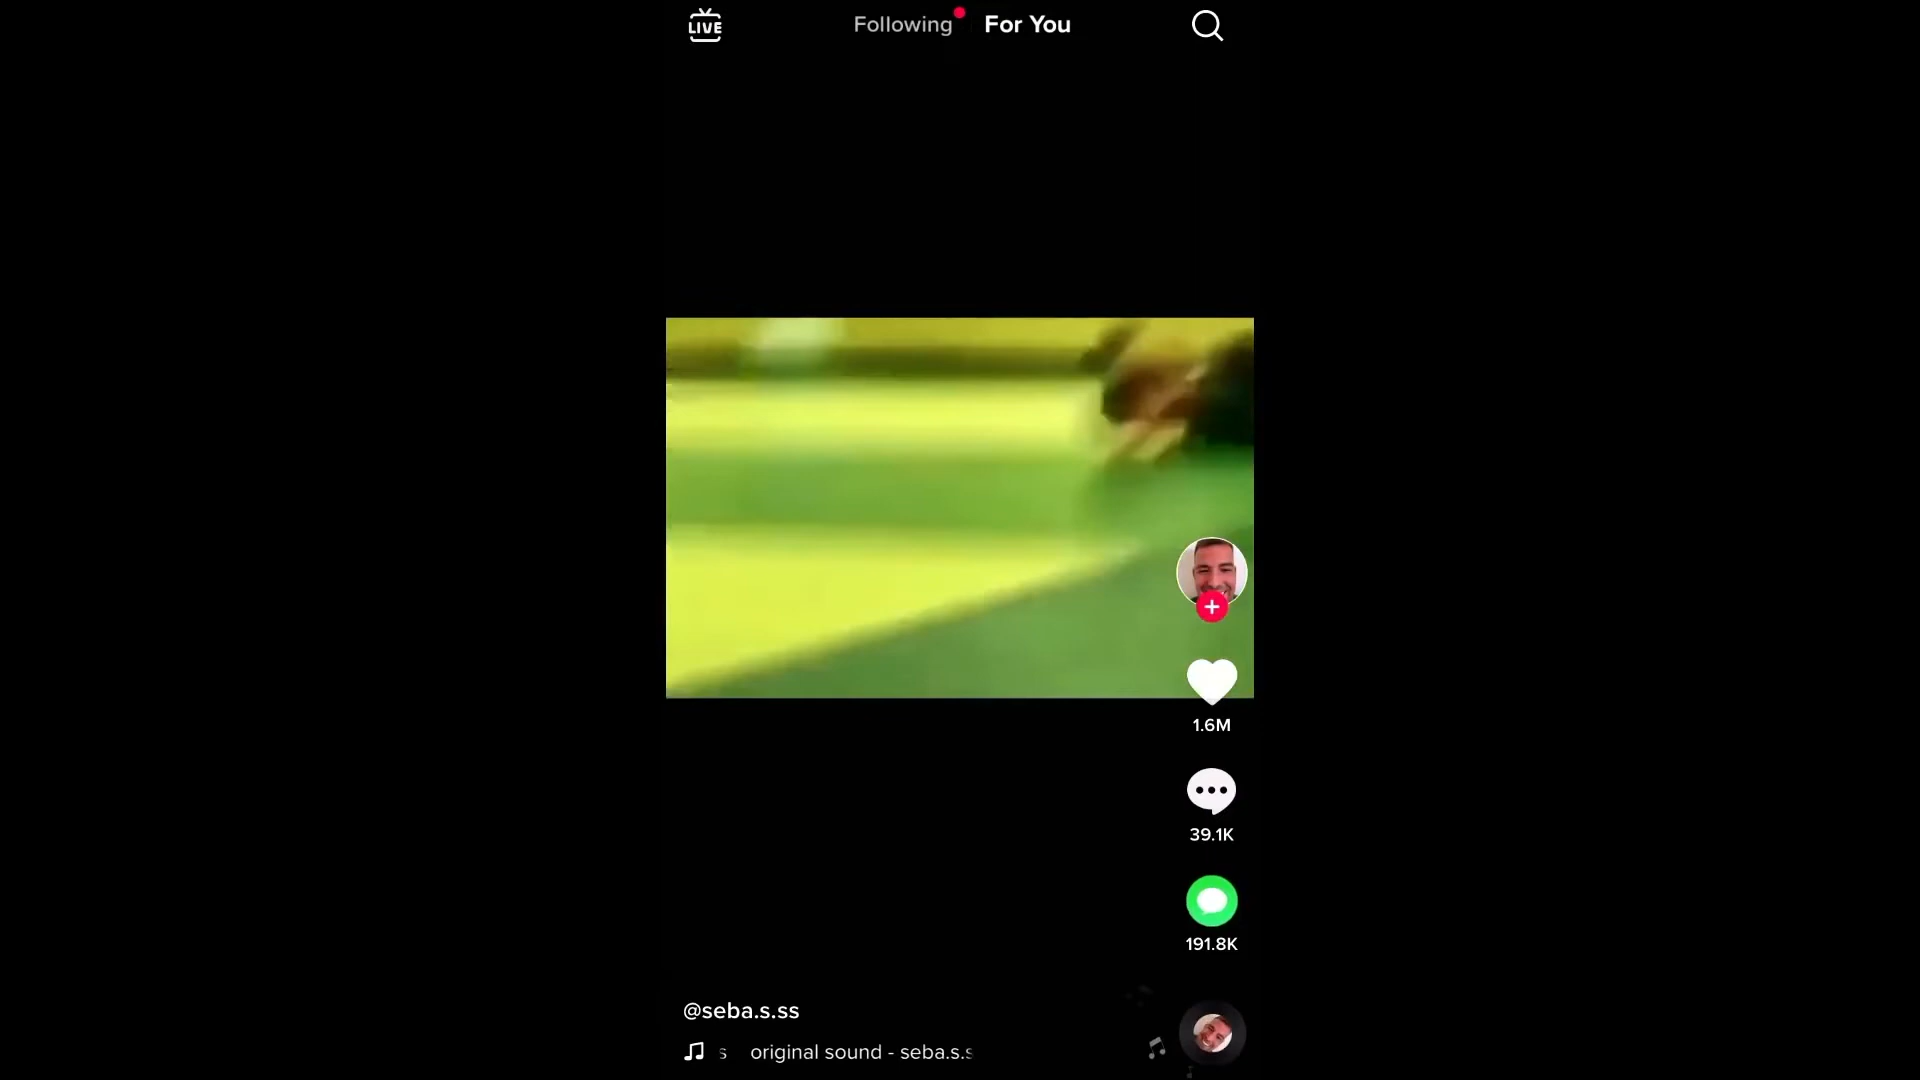 LIVE
Following
For You
1.6M
39.1K
191.8K
@seba.s.ss
s original sound - seba.s.s